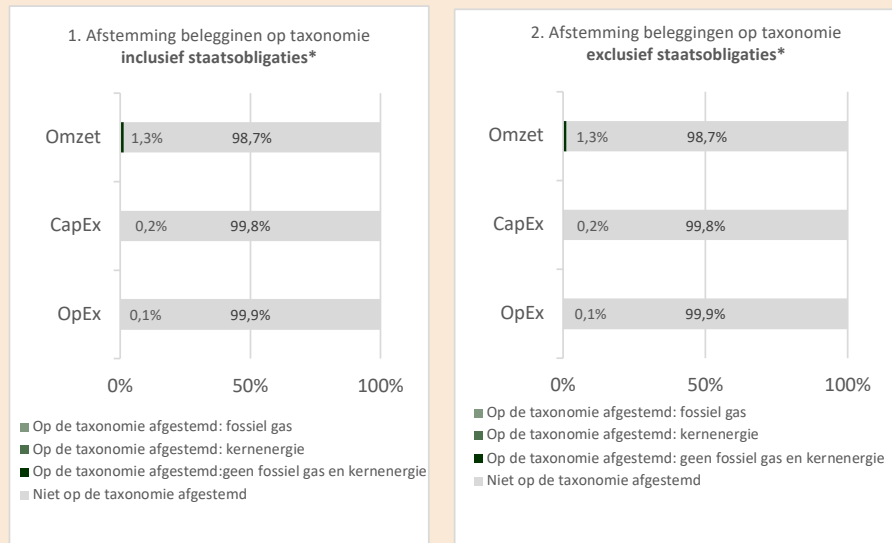 1. Afstemming belegginen op taxonomie
inclusief staatsobligaties*
Omzet 1,3% 98,7%
CapEx 0,2% 99,8%
OpEx 0,1% 99,9%
0% 50% 100%
Op de taxonomie afgestemd: fossiel gas
Op de taxonomie afgestemd: kernenergie
Op de taxonomie afgestemd:geen fossiel gas en kernenergie
Niet op de taxonomie afgestemd
2. Afstemming beleggingen op taxonomie
exclusief staatsobligaties*
Omzet 1,3% 98,7%
CapEx 0,2% 99,8%
OpEx 0,1% 99,9%
0% 50% 100%
Op de taxonomie afgestemd: fossiel gas
Op de taxonomie afgestemd: kernenergie
Op de taxonomie afgestemd: geen fossiel gas en kernenergie
Niet op de taxonomie afgestemd